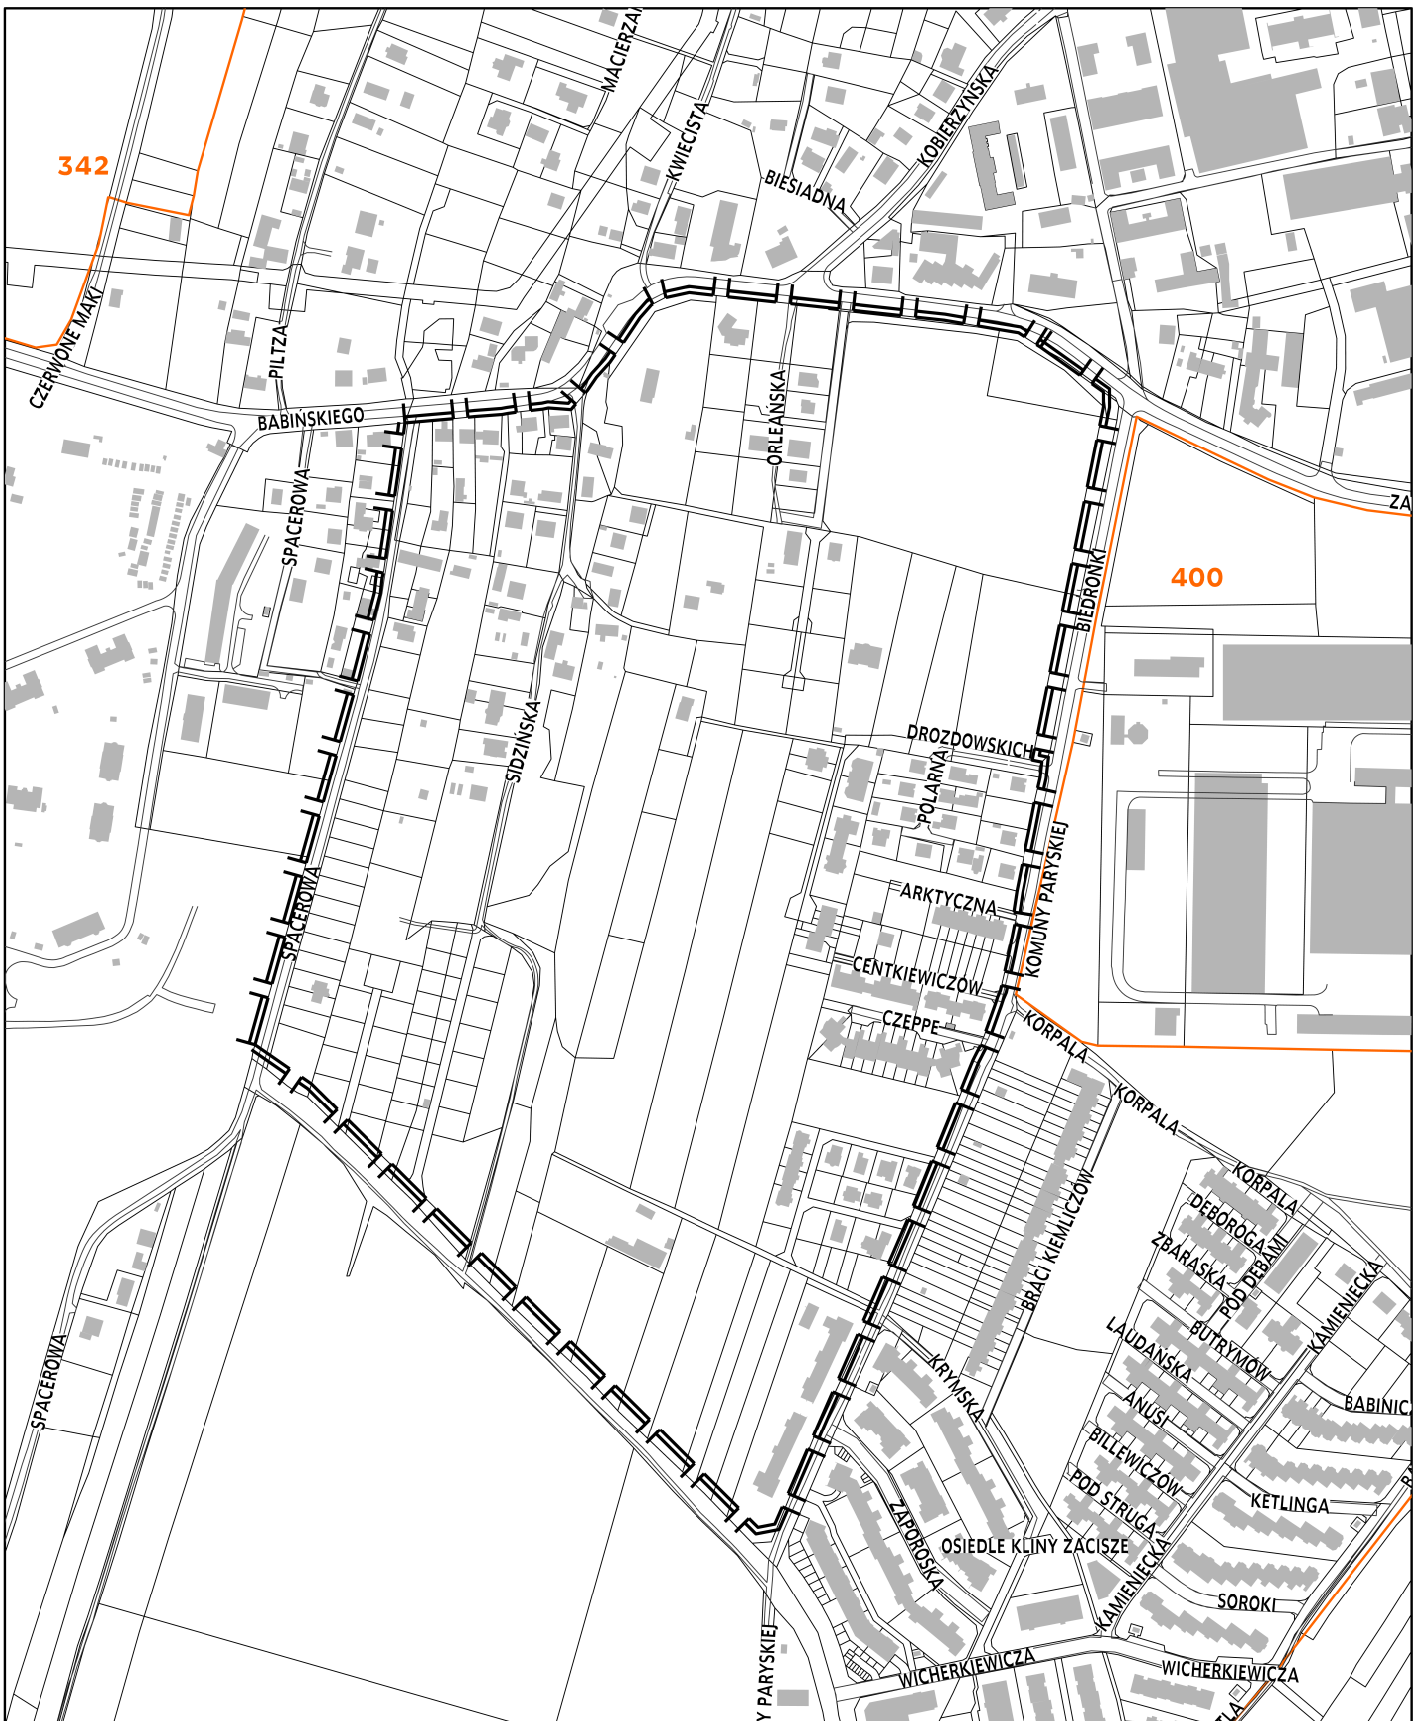 MACIERZA
KOBIERZYŃSKA
KWIECISTA
342
BIESIADNA
CZERWONE MAKI
PILTZA
BABIŃSKIEGO
ORLEAŃSKA
SPACEROWA
ZA
BIEDRONKI
400
SIDZIŃSKA
DROZDOWSKICH
POLARNA
KOMUNY PARYSKIEJ
SPACEROWA
ARKTYCZNA
CENTKIEWICZÓW
CZEPPE
KORPALA
KORPALA
KORPALA
BRACI KIEMLICZÓW
DEBOROGA
ZBARASKA
POD DĘBAMI
KAMIENIECKA
BUTRYMÓW
LAUDAŃSKA
SPACEROWA
KRYMSKA
ANUSI
BABINIC
BILLEWICZÓW
POD STRUGĄ
KETLINGA
ZAPOROSKA
OSIEDLE KLINY ZACISZE
KAMIENIECKA
SOROKI
Y PARYSKIEJ
WICHERKIEWICZA
WICHERKIEWICZA
TLA